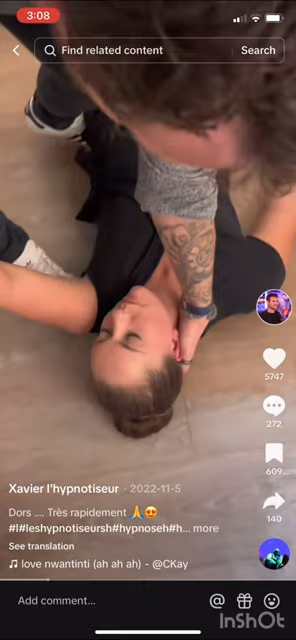 3:08
Find related content
Search
5747
272
609
140
Xavier l'hypnotiseur · 2022-11-5
Dors .... Très rapidement 🙏😍
#l#leshypnotiseursh#hypnoseh#h... more
See translation
♫ love nwantinti (ah ah ah) - @CKay
Add comment...
InShOt